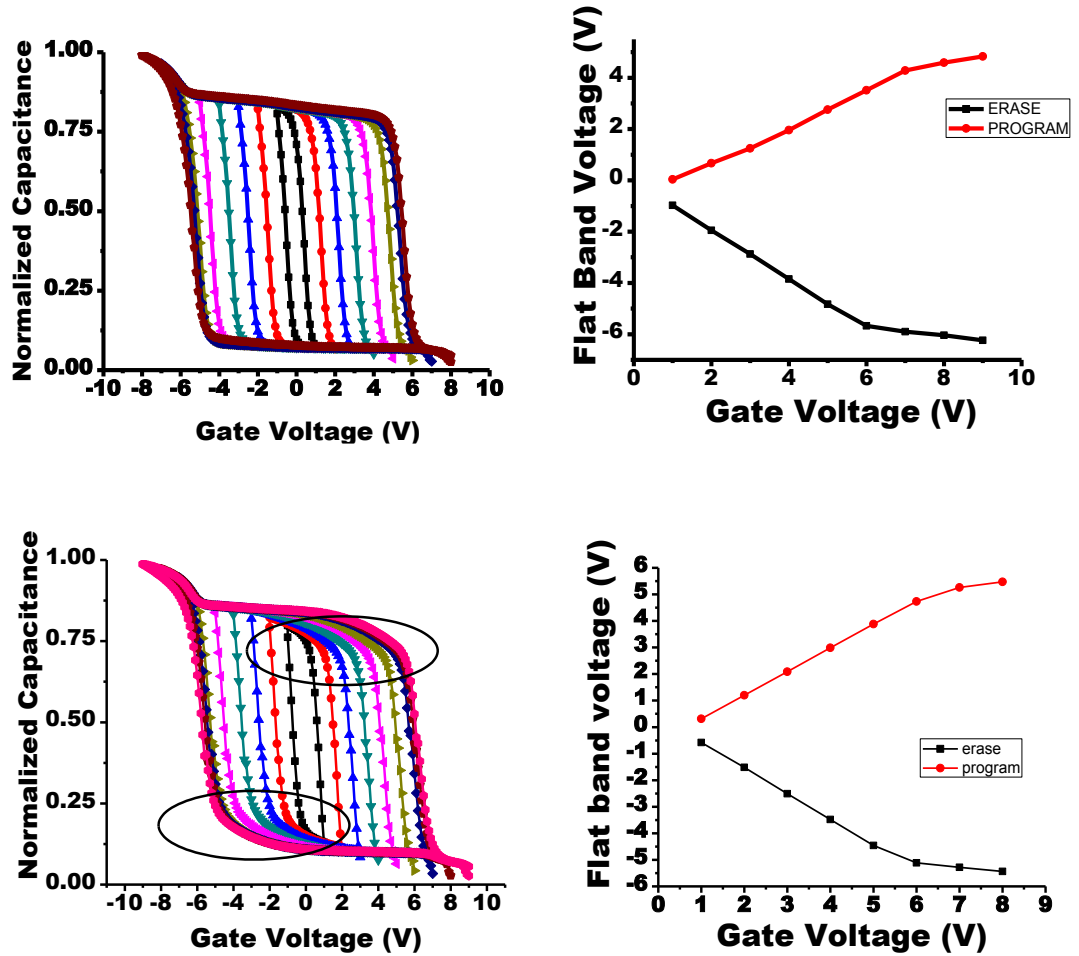 Normalized Capacitance
1.00
0.75
0.50
0.25
0.00
-10 -8 -6 -4 -2 0 2 4 6 8 10
Gate Voltage (V)
Flat Band Voltage (V)
4
2
0
-2
-4
-6
ERASE
PROGRAM
0 2 4 6 8 10
Gate Voltage (V)
Normalized Capacitance
1.00
0.75
0.50
0.25
0.00
-10 -8 -6 -4 -2 0 2 4 6 8 10
Gate Voltage (V)
Flat band voltage (V)
6
5
4
3
2
1
0
-1
-2
-3
-4
-5
-6
erase
program
0 1 2 3 4 5 6 7 8 9
Gate Voltage (V)